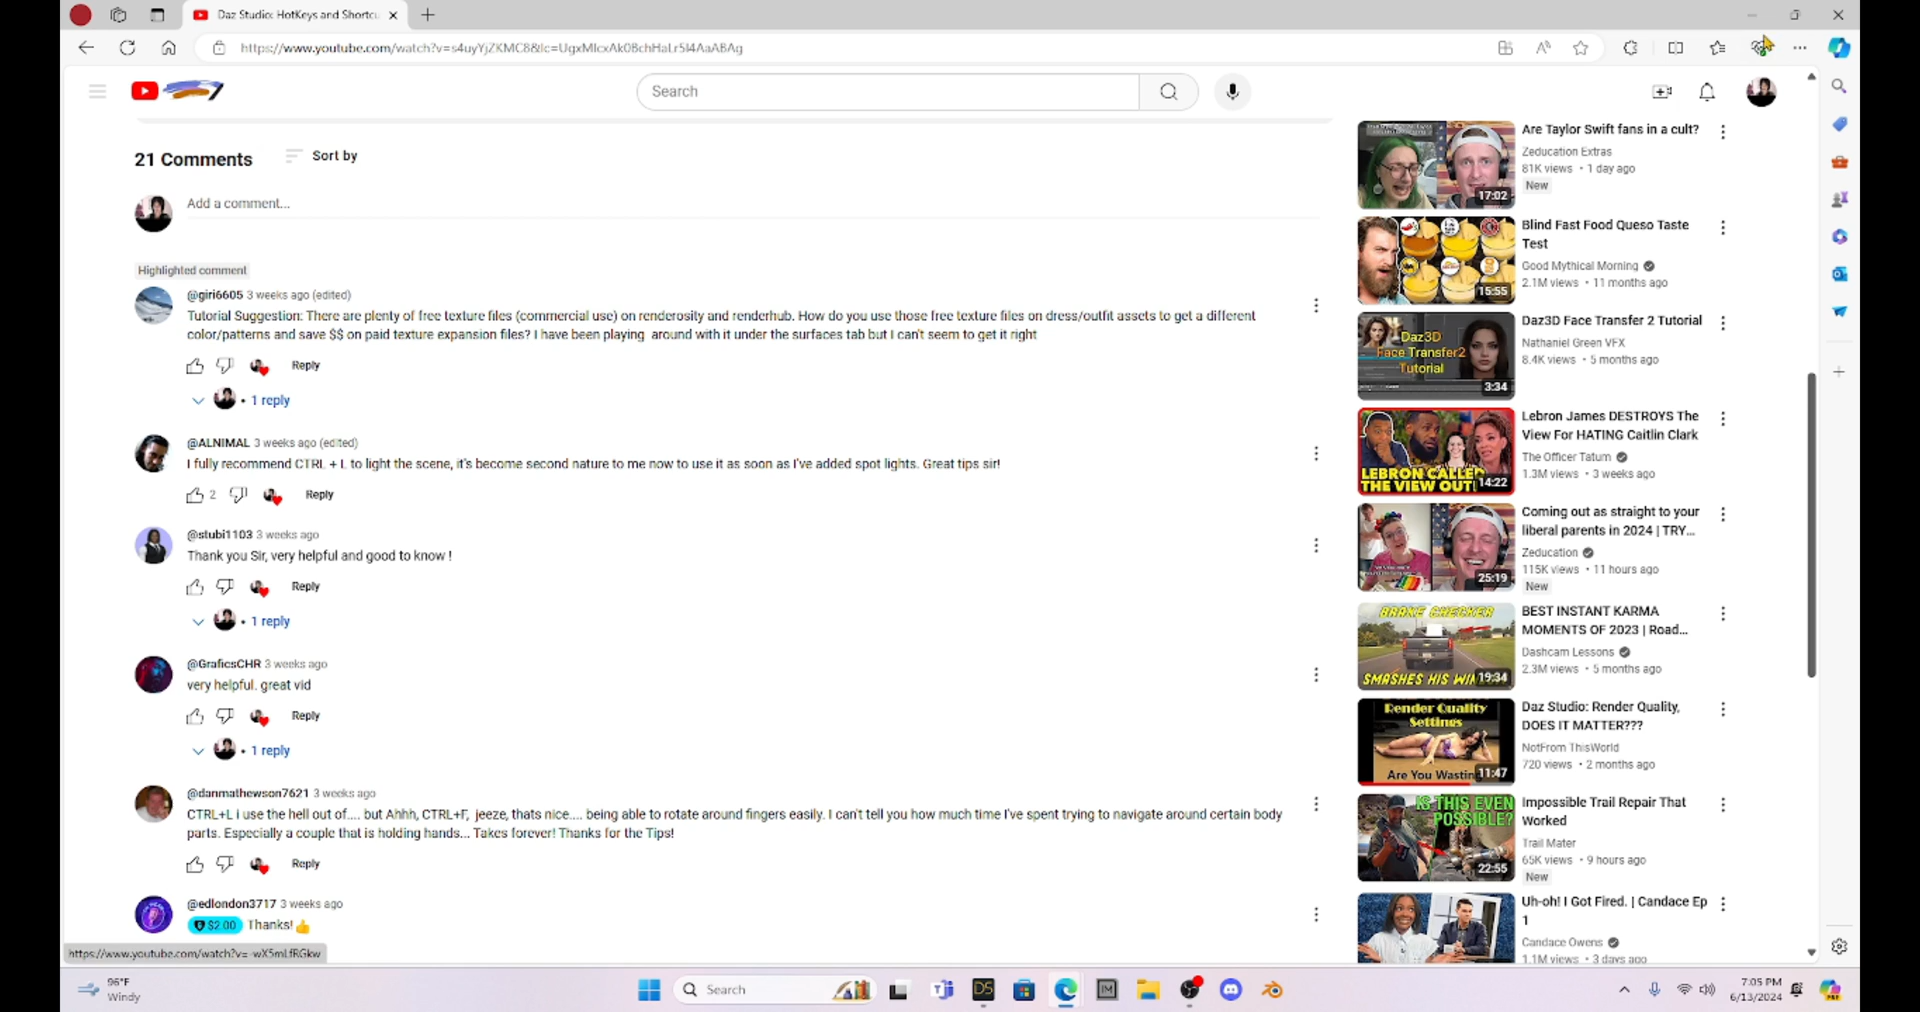 Daz Studio: HotKeys and Shortcu
https://www.youtube.com/watch?v=s4uyYjZKMC8&lc=UgxMlcxAk0BchHaLr5l4AaABAg
Search
21 Comments
Sort by
Add a comment...
Highlighted comment
@giri6605 3 weeks ago (edited)
Tutorial Suggestion: There are plenty of free texture files (commercial use) on renderosity and renderhub. How do you use those free texture files on dress/outfit assets to get a different
color/patterns and save $$ on paid texture expansion files? I have been playing around with it under the surfaces tab but I can't seem to get it right
Reply
• 1 reply
@ALNIMAL 3 weeks ago (edited)
I fully recommend CTRL + L to light the scene, it's become second nature to me now to use it as soon as I've added spot lights. Great tips sir!
2 Reply
@stubi1103 3 weeks ago
Thank you Sir, very helpful and good to know !
Reply
• 1 reply
@GraficsCHR 3 weeks ago
very helpful. great vid
Reply
• 1 reply
@danmathewson7621 3 weeks ago
CTRL+L i use the hell out of.... but Ahhh, CTRL+F, jeeze, thats nice.... being able to rotate around fingers easily. I can't tell you how much time I've spent trying to navigate around certain body
parts. Especially a couple that is holding hands... Takes forever! Thanks for the Tips!
Reply
@edlondon3717 3 weeks ago
$2.00 Thanks!👍
https://www.youtube.com/watch?v=-wX5mLfRGkw
17:02
Are Taylor Swift fans in a cult?
Zeducation Extras
81K views • 1 day ago
New
15:55
Blind Fast Food Queso Taste
Test
Good Mythical Morning
2.1M views • 11 months ago
Daz3D
Face Transfer2
Tutorial
3:34
Daz3D Face Transfer 2 Tutorial
Nathaniel Green VFX
8.4K views • 5 months ago
LEBRON CALLED
THE VIEW OUT!
14:22
Lebron James DESTROYS The
View For HATING Caitlin Clark
The Officer Tatum
1.3M views • 3 weeks ago
25:19
Coming out as straight to your
liberal parents in 2024 | TRY...
Zeducation
115K views • 11 hours ago
New
BRAKE CHECKER
SMASHES HIS
19:34
BEST INSTANT KARMA
MOMENTS OF 2023 | Road...
Dashcam Lessons
2.3M views • 5 months ago
Render Quality
Settings
Are You Wastin
11:47
Daz Studio: Render Quality,
DOES IT MATTER???
NotFrom ThisWorld
720 views • 2 months ago
IS THIS EVEN
POSSIBLE?
22:55
Impossible Trail Repair That
Worked
Trail Mater
65K views • 9 hours ago
New
Uh-oh! I Got Fired. | Candace Ep
1
Candace Owens
1.1M views • 3 days ago
96°F
Windy
Search
DS
IM
7:05 PM
6/13/2024